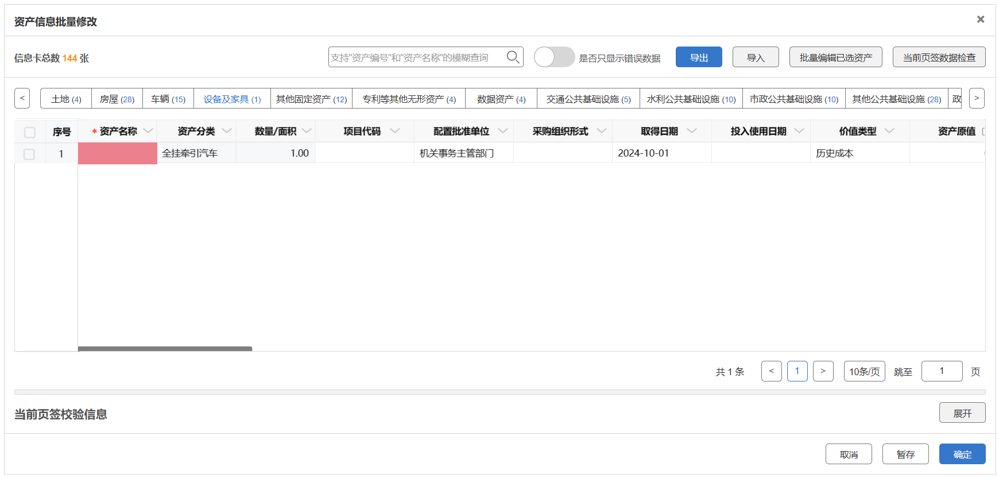 资产信息批量修改
信息卡总数 144 张
支持"资产编号"和"资产名称"的模糊查询
是否只显示错误数据
导出
导入
批量编辑已选资产
当前页签数据检查
<
土地 (4)
房屋 (28)
车辆 (15)
设备及家具 (1)
其他固定资产 (12)
专利等其他无形资产 (4)
数据资产 (4)
交通公共基础设施 (5)
水利公共基础设施 (10)
市政公共基础设施 (10)
其他公共基础设施 (28)
政
>
序号
* 资产名称
资产分类
数量/面积
项目代码
配置批准单位
采购组织形式
取得日期
投入使用日期
价值类型
资产原值
1
全挂牵引汽车
1.00
机关事务主管部门
2024-10-01
历史成本
共 1 条
<
1
>
10条/页
跳至
1
页
当前页签校验信息
展开
取消
暂存
确定